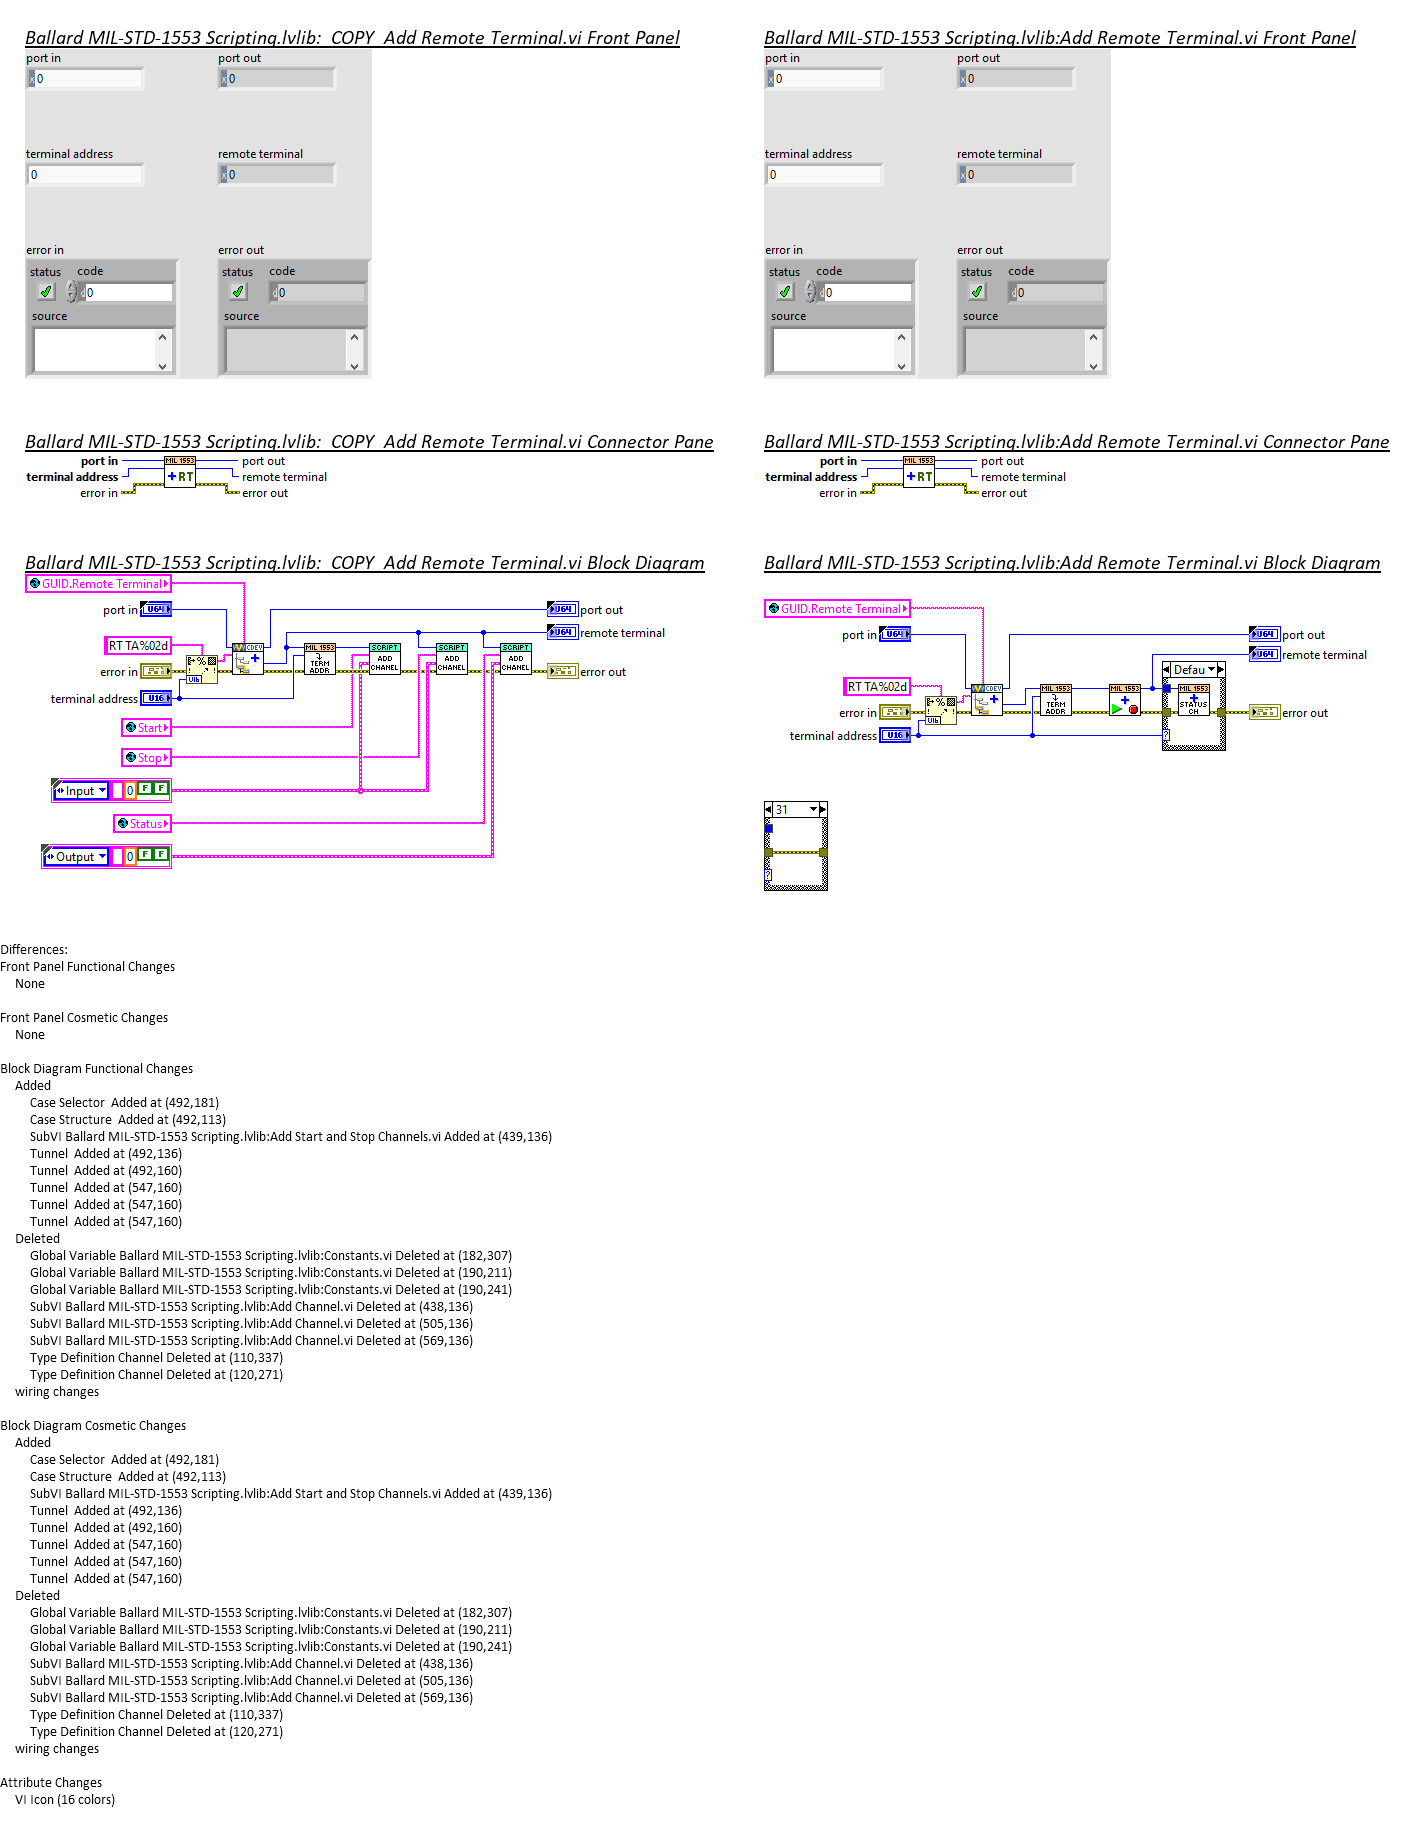 Ballard MIL-STD-1553 Scripting.lvlib:  COPY  Add Remote Terminal.vi Front Panel
port in
port out
x 0
x 0
terminal address
remote terminal
0
x 0
error in
error out
status
code
status
code
d 0
d 0
source
source
Ballard MIL-STD-1553 Scripting.lvlib:Add Remote Terminal.vi Front Panel
port in
port out
x 0
x 0
terminal address
remote terminal
0
x 0
error in
error out
status
code
status
code
d 0
d 0
source
source
Ballard MIL-STD-1553 Scripting.lvlib:  COPY  Add Remote Terminal.vi Connector Pane
port in
MIL 1553
port out
terminal address
+RT
remote terminal
error in
error out
Ballard MIL-STD-1553 Scripting.lvlib:Add Remote Terminal.vi Connector Pane
port in
MIL 1553
port out
terminal address
+RT
remote terminal
error in
error out
Ballard MIL-STD-1553 Scripting.lvlib:  COPY  Add Remote Terminal.vi Block Diagram
GUID.Remote Terminal
port in
U64
U64
port out
U64
remote terminal
RT TA%02d
CDEV
MIL 1553
TERM
ADDR
SCRIPT
ADD
CHANEL
SCRIPT
ADD
CHANEL
SCRIPT
ADD
CHANEL
error in
error out
terminal address
U16
Start
Stop
Input
0
F
F
Status
Output
0
F
F
Ballard MIL-STD-1553 Scripting.lvlib:Add Remote Terminal.vi Block Diagram
GUID.Remote Terminal
port in
U64
U64
port out
U64
remote terminal
Defau
RT TA%02d
CDEV
MIL 1553
TERM
ADDR
MIL 1553
MIL 1553
STATUS
CH
error in
error out
terminal address
U16
?
31
?
Differences:
Front Panel Functional Changes
None
Front Panel Cosmetic Changes
None
Block Diagram Functional Changes
Added
Case Selector  Added at (492,181)
Case Structure  Added at (492,113)
SubVI Ballard MIL-STD-1553 Scripting.lvlib:Add Start and Stop Channels.vi Added at (439,136)
Tunnel  Added at (492,136)
Tunnel  Added at (492,160)
Tunnel  Added at (547,160)
Tunnel  Added at (547,160)
Tunnel  Added at (547,160)
Deleted
Global Variable Ballard MIL-STD-1553 Scripting.lvlib:Constants.vi Deleted at (182,307)
Global Variable Ballard MIL-STD-1553 Scripting.lvlib:Constants.vi Deleted at (190,211)
Global Variable Ballard MIL-STD-1553 Scripting.lvlib:Constants.vi Deleted at (190,241)
SubVI Ballard MIL-STD-1553 Scripting.lvlib:Add Channel.vi Deleted at (438,136)
SubVI Ballard MIL-STD-1553 Scripting.lvlib:Add Channel.vi Deleted at (505,136)
SubVI Ballard MIL-STD-1553 Scripting.lvlib:Add Channel.vi Deleted at (569,136)
Type Definition Channel Deleted at (110,337)
Type Definition Channel Deleted at (120,271)
wiring changes
Block Diagram Cosmetic Changes
Added
Case Selector  Added at (492,181)
Case Structure  Added at (492,113)
SubVI Ballard MIL-STD-1553 Scripting.lvlib:Add Start and Stop Channels.vi Added at (439,136)
Tunnel  Added at (492,136)
Tunnel  Added at (492,160)
Tunnel  Added at (547,160)
Tunnel  Added at (547,160)
Tunnel  Added at (547,160)
Deleted
Global Variable Ballard MIL-STD-1553 Scripting.lvlib:Constants.vi Deleted at (182,307)
Global Variable Ballard MIL-STD-1553 Scripting.lvlib:Constants.vi Deleted at (190,211)
Global Variable Ballard MIL-STD-1553 Scripting.lvlib:Constants.vi Deleted at (190,241)
SubVI Ballard MIL-STD-1553 Scripting.lvlib:Add Channel.vi Deleted at (438,136)
SubVI Ballard MIL-STD-1553 Scripting.lvlib:Add Channel.vi Deleted at (505,136)
SubVI Ballard MIL-STD-1553 Scripting.lvlib:Add Channel.vi Deleted at (569,136)
Type Definition Channel Deleted at (110,337)
Type Definition Channel Deleted at (120,271)
wiring changes
Attribute Changes
VI Icon (16 colors)